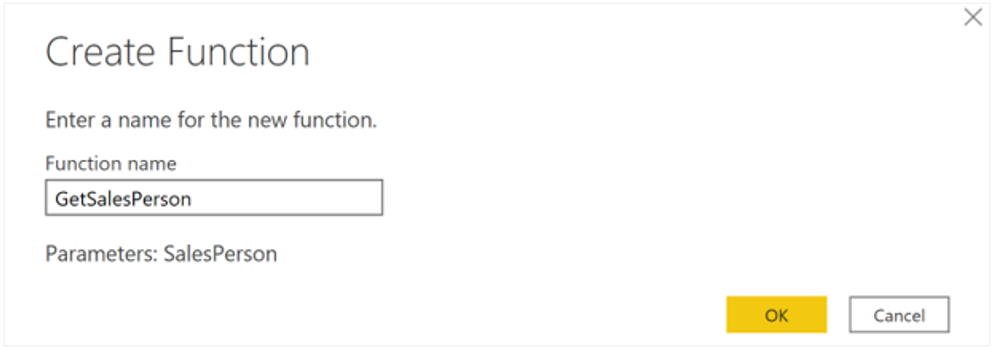 Create Function
Enter a name for the new function.
Function name
GetSalesPerson
Parameters: SalesPerson
OK
Cancel